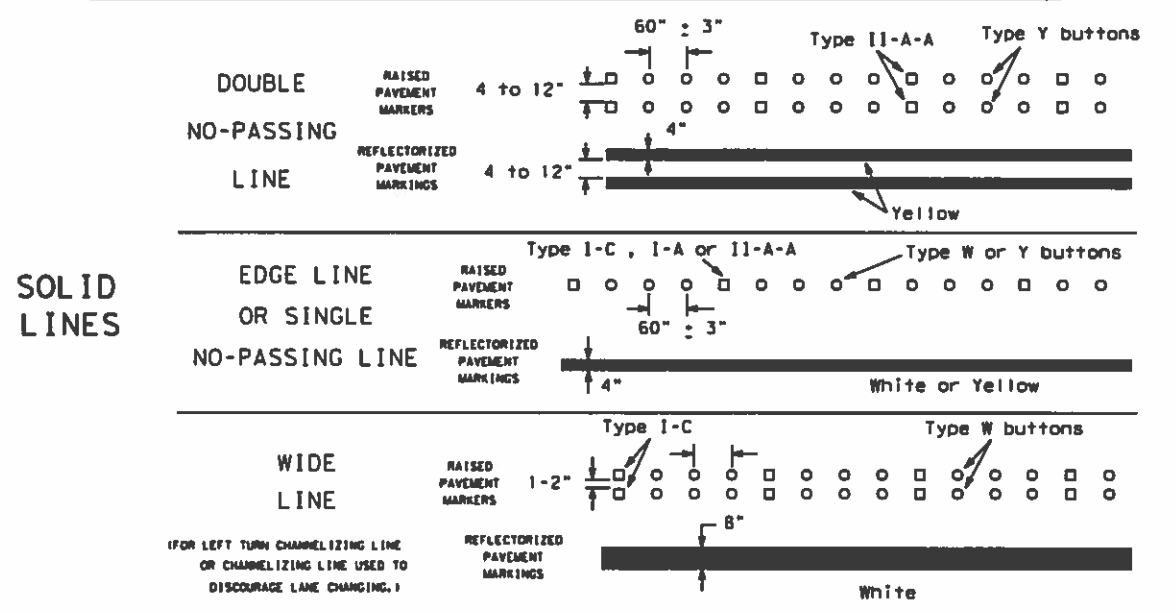 SOLID
LINES
DOUBLE
NO-PASSING
LINE
RAISED
PAVEMENT
MARKERS
4 to 12"
60" ± 3"
Type II-A-A
Type Y buttons
REFLECTORIZED
PAVEMENT
MARKINGS
4 to 12"
4"
Yellow
EDGE LINE
OR SINGLE
NO-PASSING LINE
RAISED
PAVEMENT
MARKERS
Type I-C , I-A or II-A-A
Type W or Y buttons
60" ± 3"
REFLECTORIZED
PAVEMENT
MARKINGS
4"
White or Yellow
WIDE
LINE
(FOR LEFT TURN CHANNELIZING LINE
OR CHANNELIZING LINE USED TO
DISCOURAGE LANE CHANGING.)
RAISED
PAVEMENT
MARKERS
1-2"
Type I-C
Type W buttons
REFLECTORIZED
PAVEMENT
MARKINGS
8"
White